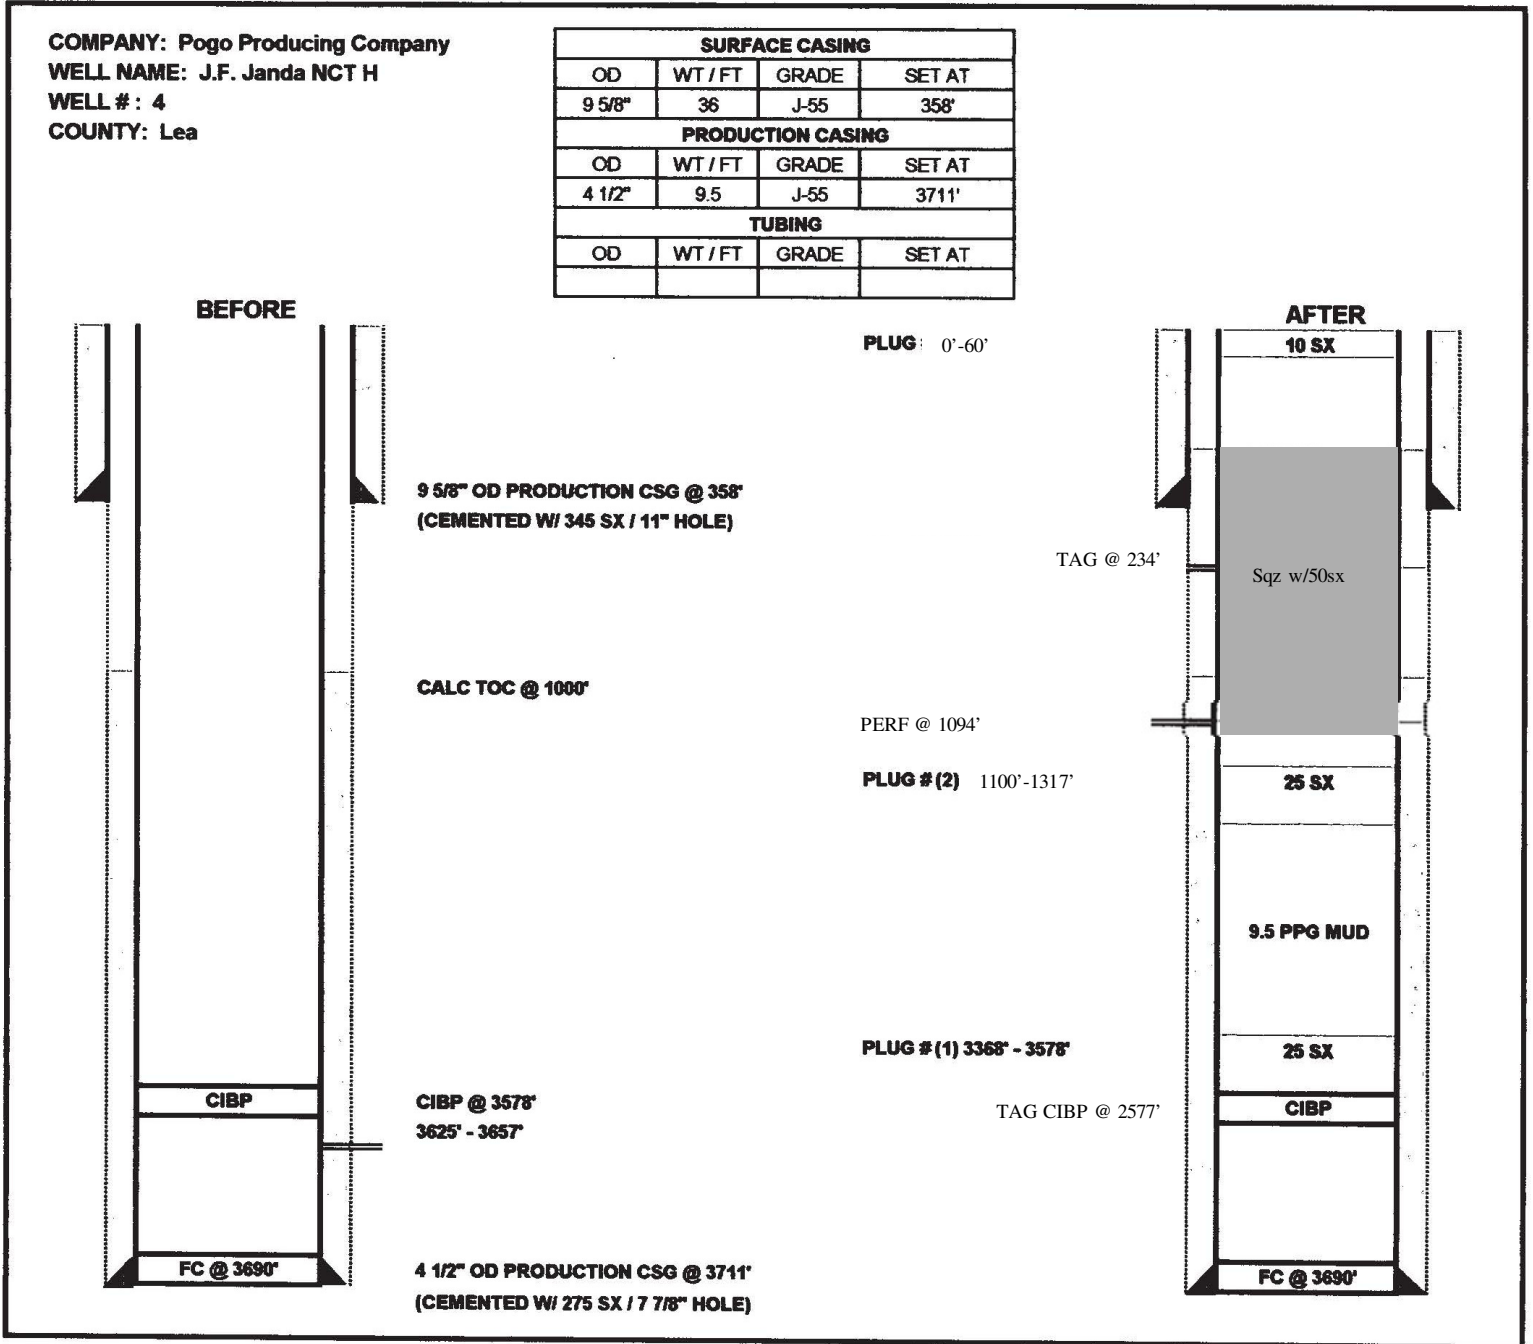 COMPANY: Pogo Producing Company
WELL NAME: J.F. Janda NCT H
WELL # : 4
COUNTY: Lea
SURFACE CASING
OD WT / FT GRADE SET AT
9 5/8" 36 J-55 358'
PRODUCTION CASING
OD WT / FT GRADE SET AT
4 1/2" 9.5 J-55 3711'
TUBING
OD WT / FT GRADE SET AT
BEFORE
CIBP
FC @ 3690'
9 5/8" OD PRODUCTION CSG @ 358'
(CEMENTED W/ 345 SX / 11" HOLE)
CALC TOC @ 1000'
CIBP @ 3578'
3625' - 3657'
4 1/2" OD PRODUCTION CSG @ 3711'
(CEMENTED W/ 275 SX / 7 7/8" HOLE)
AFTER
PLUG 0'-60'
10 SX
TAG @ 234'
Sqz w/50sx
PERF @ 1094'
PLUG # (2) 1100'-1317'
25 SX
9.5 PPG MUD
PLUG # (1) 3368' - 3578'
25 SX
TAG CIBP @ 2577'
CIBP
FC @ 3690'